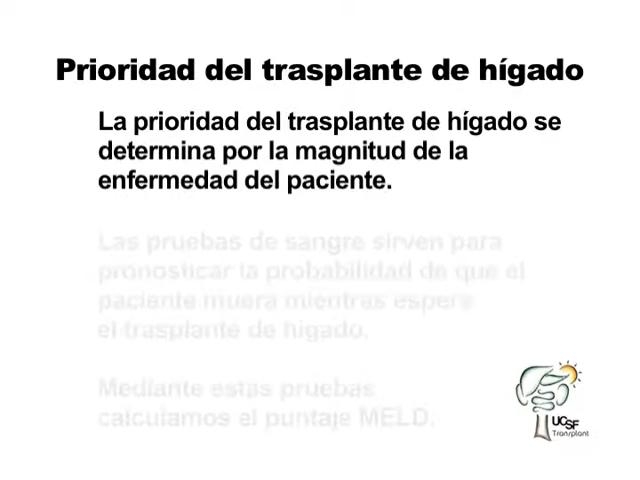 Prioridad del trasplante de hígado
La prioridad del trasplante de hígado se
determina por la magnitud de la
enfermedad del paciente.
Las pruebas de sangre sirven para
pronosticar la probabilidad de que el
paciente muera mientras espera
el trasplante de hígado.
Mediante estas pruebas
calculamos el puntaje MELD.
UCSF
Transplant